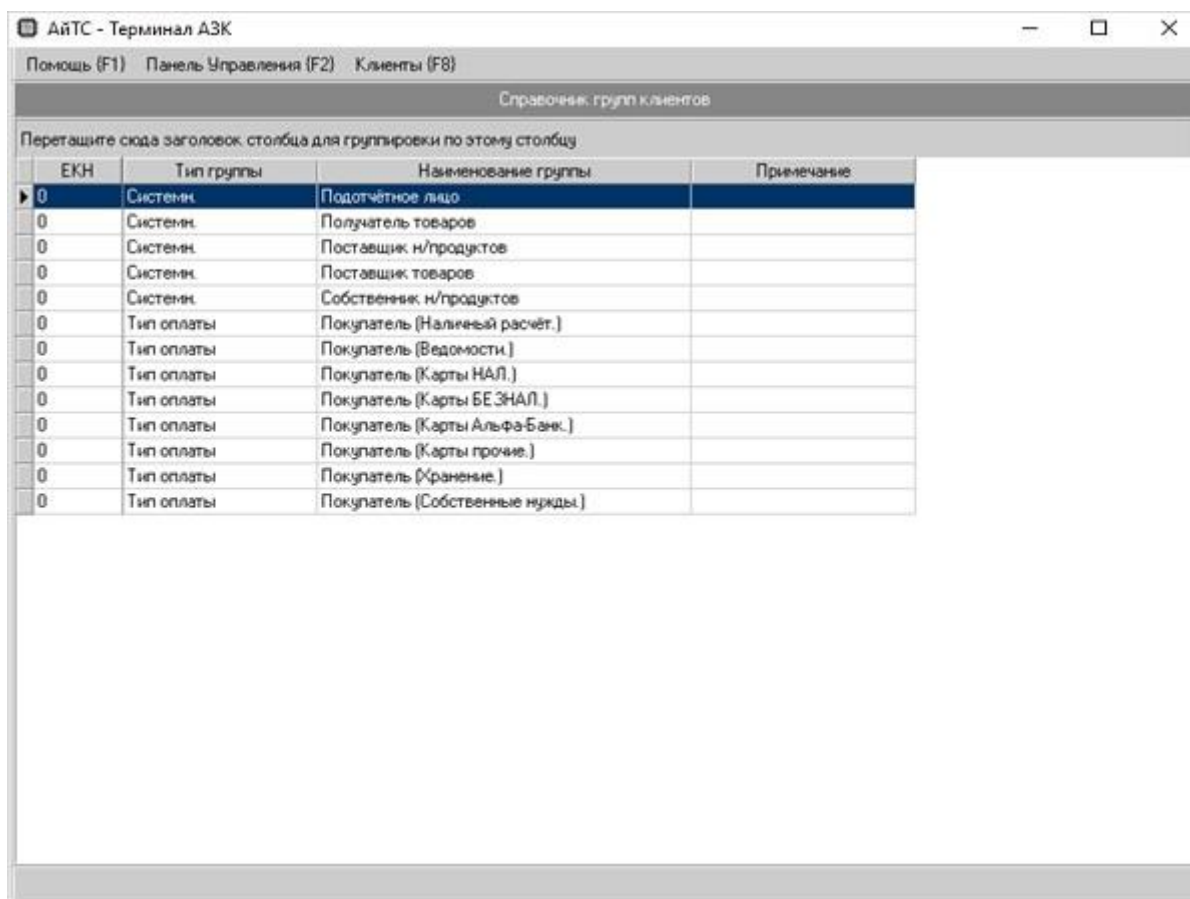 АйТС - Терминал АЗК
Помощь (F1) Панель Управления (F2) Клиенты (F8)
Справочник групп клиентов
Перетащите сюда заголовок столбца для группировки по этому столбцу
ЕКН Тип группы Наименование группы Примечание
0 Системн. Подотчётное лицо
0 Системн. Получатель товаров
0 Системн. Поставщик н/продуктов
0 Системн. Поставщик товаров
0 Системн. Собственник н/продуктов
0 Тип оплаты Покупатель (Наличный расчёт.)
0 Тип оплаты Покупатель (Ведомости.)
0 Тип оплаты Покупатель (Карты НАЛ.)
0 Тип оплаты Покупатель (Карты БЕЗНАЛ.)
0 Тип оплаты Покупатель (Карты Альфа-Банк.)
0 Тип оплаты Покупатель (Карты прочие.)
0 Тип оплаты Покупатель (Хранение.)
0 Тип оплаты Покупатель (Собственные нужды.)